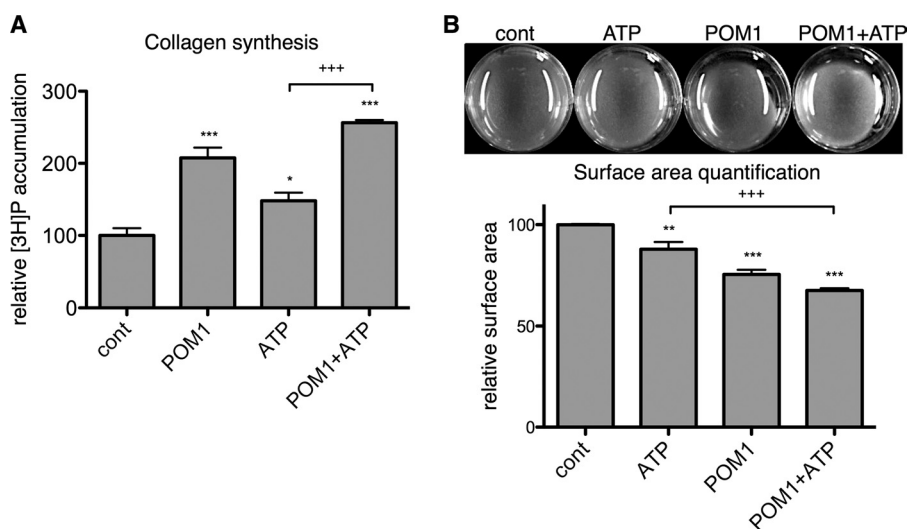 A
Collagen synthesis
+++
***
***
*
300
200
100
0
relative [3H]P accumulation
cont
POM1
ATP
POM1+ATP
B
cont ATP POM1 POM1+ATP
Surface area quantification
+++
**
***
***
100
50
0
relative surface area
cont
ATP
POM1
POM1+ATP